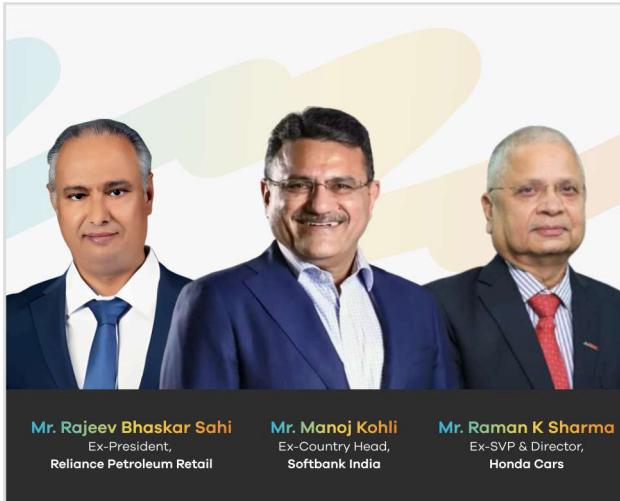 Mr. Rajeev Bhaskar Sahi
Ex-President,
Reliance Petroleum Retail
Mr. Manoj Kohli
Ex-Country Head,
Softbank India
Mr. Raman K Sharma
Ex-SVP & Director,
Honda Cars